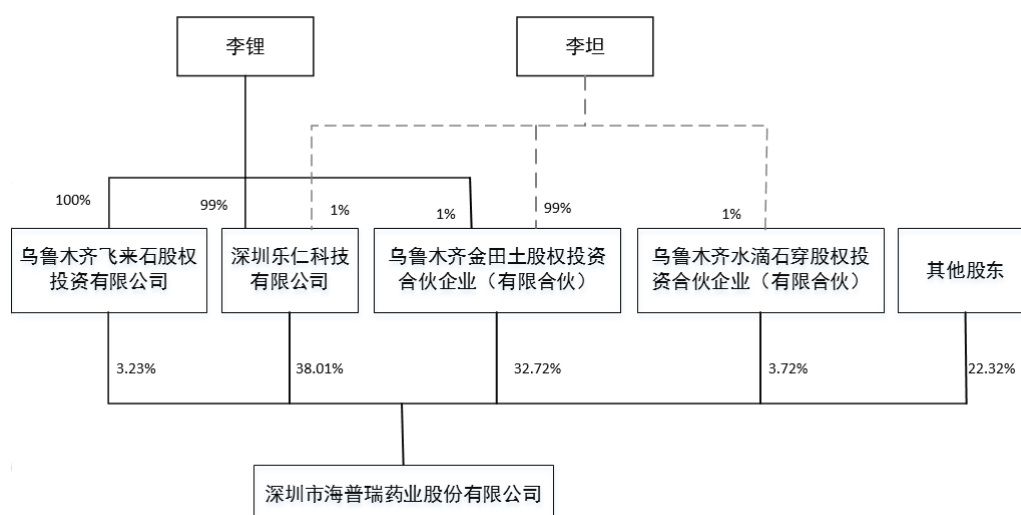 李锂
李坦
100%
99%
1%
1%
99%
1%
乌鲁木齐飞来石股权
投资有限公司
深圳乐仁科技
有限公司
乌鲁木齐金田土股权投资
合伙企业（有限合伙）
乌鲁木齐水滴石穿股权投
资合伙企业（有限合伙）
其他股东
3.23%
38.01%
32.72%
3.72%
22.32%
深圳市海普瑞药业股份有限公司